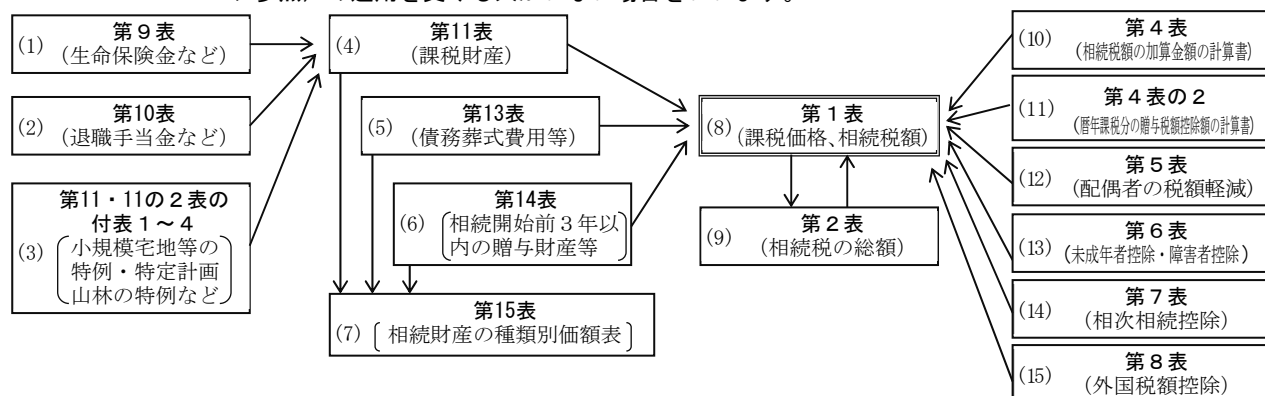 (1) 第9表
(生命保険金など)
(2) 第10表
(退職手当金など)
(3) 第11・11の2表の
付表1~4
小規模宅地等の
特例・特定計画
山林の特例など
(4) 第11表
(課税財産)
(5) 第13表
(債務葬式費用等)
(6) 第14表
相続開始前3年以
内の贈与財産等
(7) 第15表
相続財産の種類別価額表
(8) 第1表
(課税価格、相続税額)
(9) 第2表
(相続税の総額)
(10) 第4表
(相続税額の加算金額の計算書)
(11) 第4表の2
(暦年課税分の贈与税額控除額の計算書)
(12) 第5表
(配偶者の税額軽減)
(13) 第6表
(未成年者控除・障害者控除)
(14) 第7表
(相次相続控除)
(15) 第8表
(外国税額控除)